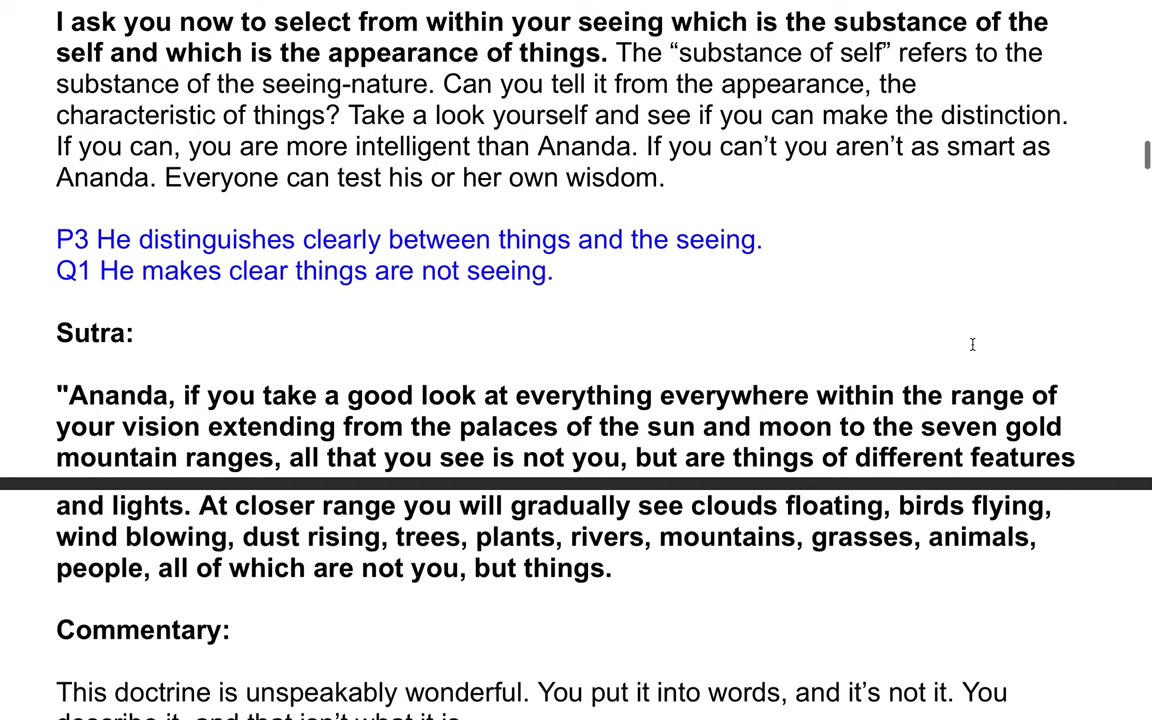 I ask you now to select from within your seeing which is the substance of the
self and which is the appearance of things. The “substance of self” refers to the
substance of the seeing-nature. Can you tell it from the appearance, the
characteristic of things? Take a look yourself and see if you can make the distinction.
If you can, you are more intelligent than Ananda. If you can’t you aren’t as smart as
Ananda. Everyone can test his or her own wisdom.
P3 He distinguishes clearly between things and the seeing.
Q1 He makes clear things are not seeing.
Sutra:
"Ananda, if you take a good look at everything everywhere within the range of
your vision extending from the palaces of the sun and moon to the seven gold
mountain ranges, all that you see is not you, but are things of different features
and lights. At closer range you will gradually see clouds floating, birds flying,
wind blowing, dust rising, trees, plants, rivers, mountains, grasses, animals,
people, all of which are not you, but things.
Commentary:
This doctrine is unspeakably wonderful. You put it into words, and it’s not it. You
describe it, and that isn’t what it is.